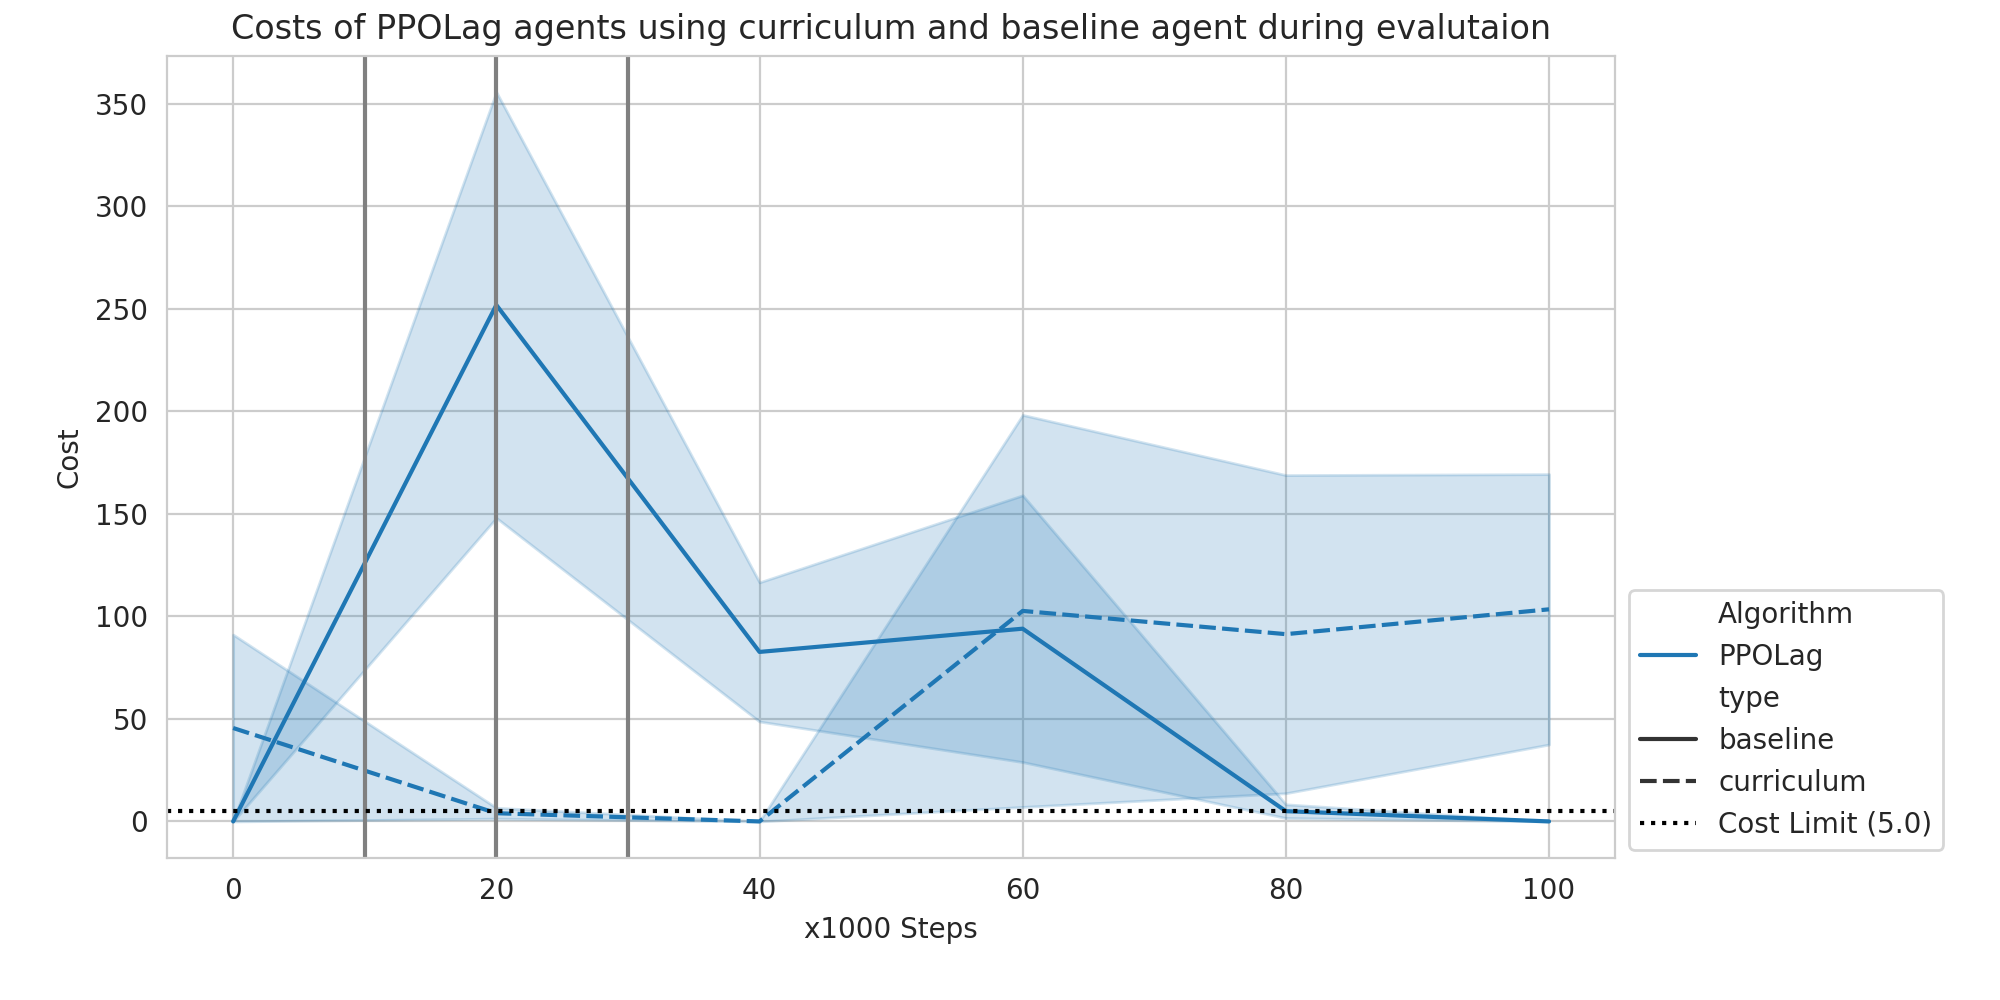 Costs of PPOLag agents using curriculum and baseline agent during evalutaion
350
300
250
200
150
100
50
0
Cost
0 20 40 60 80 100
x1000 Steps
Algorithm
PPOLag
type
baseline
curriculum
Cost Limit (5.0)